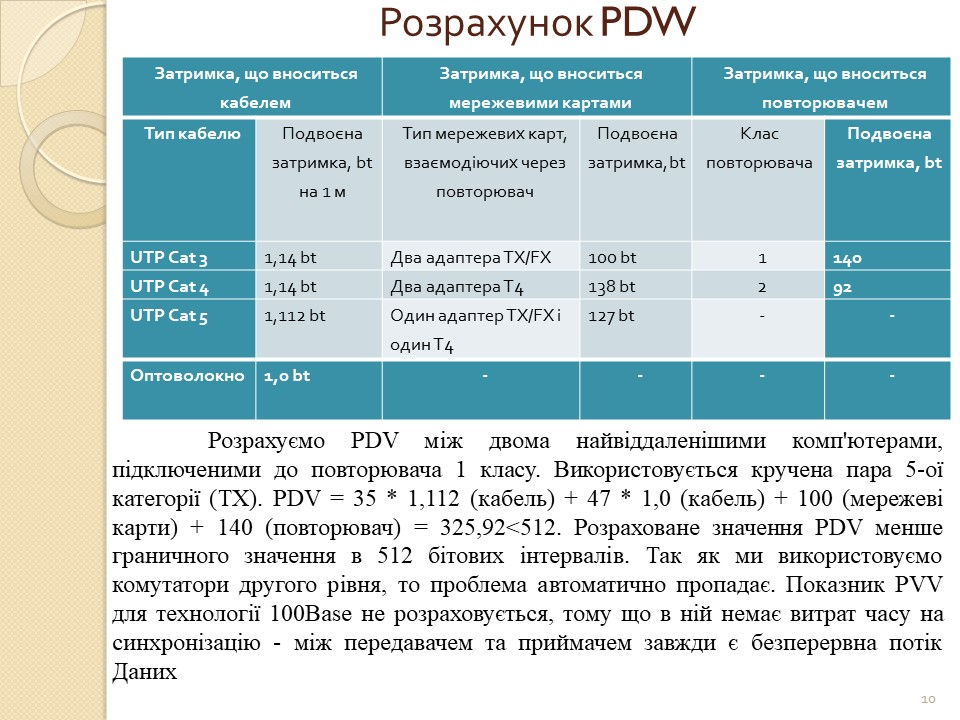 Розрахунок PDW
Затримка, що вноситься кабелем
Затримка, що вноситься мережевими картами
Затримка, що вноситься повторювачем
Тип кабелю
Подвоєна затримка, bt на 1 м
Тип мережевих карт, взаємодіючих через повторювач
Подвоєна затримка, bt
Клас повторювача
Подвоєна затримка, bt
UTP Cat 3 1,14 bt Два адаптера TX/FX 100 bt 1 140
UTP Cat 4 1,14 bt Два адаптера T4 138 bt 2 92
UTP Cat 5 1,112 bt Один адаптер TX/FX і один T4 127 bt - -
Оптоволокно 1,0 bt - - - -
Розрахуємо PDV між двома найвіддаленішими комп'ютерами,
підключеними до повторювача 1 класу. Використовується кручена пара 5-ої
категорії (TX). PDV = 35 * 1,112 (кабель) + 47 * 1,0 (кабель) + 100 (мережеві
карти) + 140 (повторювач) = 325,92<512. Розраховане значення PDV менше
граничного значення в 512 бітових інтервалів. Так як ми використовуємо
комутатори другого рівня, то проблема автоматично пропадає. Показник PVV
для технології 100Base не розраховується, тому що в ній немає витрат часу на
синхронізацію - між передавачем та приймачем завжди є безперервна потік
Даних
10